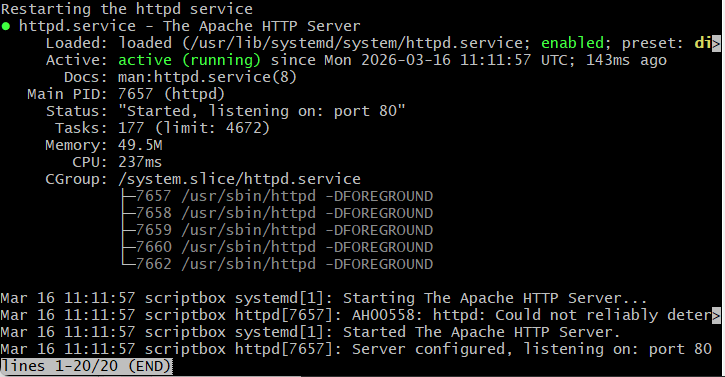 Restarting the httpd service
● httpd.service - The Apache HTTP Server
     Loaded: loaded (/usr/lib/systemd/system/httpd.service; enabled; preset: di>
     Active: active (running) since Mon 2026-03-16 11:11:57 UTC; 143ms ago
       Docs: man:httpd.service(8)
   Main PID: 7657 (httpd)
     Status: "Started, listening on: port 80"
      Tasks: 177 (limit: 4672)
     Memory: 49.5M
        CPU: 237ms
     CGroup: /system.slice/httpd.service
             ├─7657 /usr/sbin/httpd -DFOREGROUND
             ├─7658 /usr/sbin/httpd -DFOREGROUND
             ├─7659 /usr/sbin/httpd -DFOREGROUND
             ├─7660 /usr/sbin/httpd -DFOREGROUND
             └─7662 /usr/sbin/httpd -DFOREGROUND

Mar 16 11:11:57 scriptbox systemd[1]: Starting The Apache HTTP Server...
Mar 16 11:11:57 scriptbox httpd[7657]: AH00558: httpd: Could not reliably deter>
Mar 16 11:11:57 scriptbox systemd[1]: Started The Apache HTTP Server.
Mar 16 11:11:57 scriptbox httpd[7657]: Server configured, listening on: port 80
lines 1-20/20 (END)